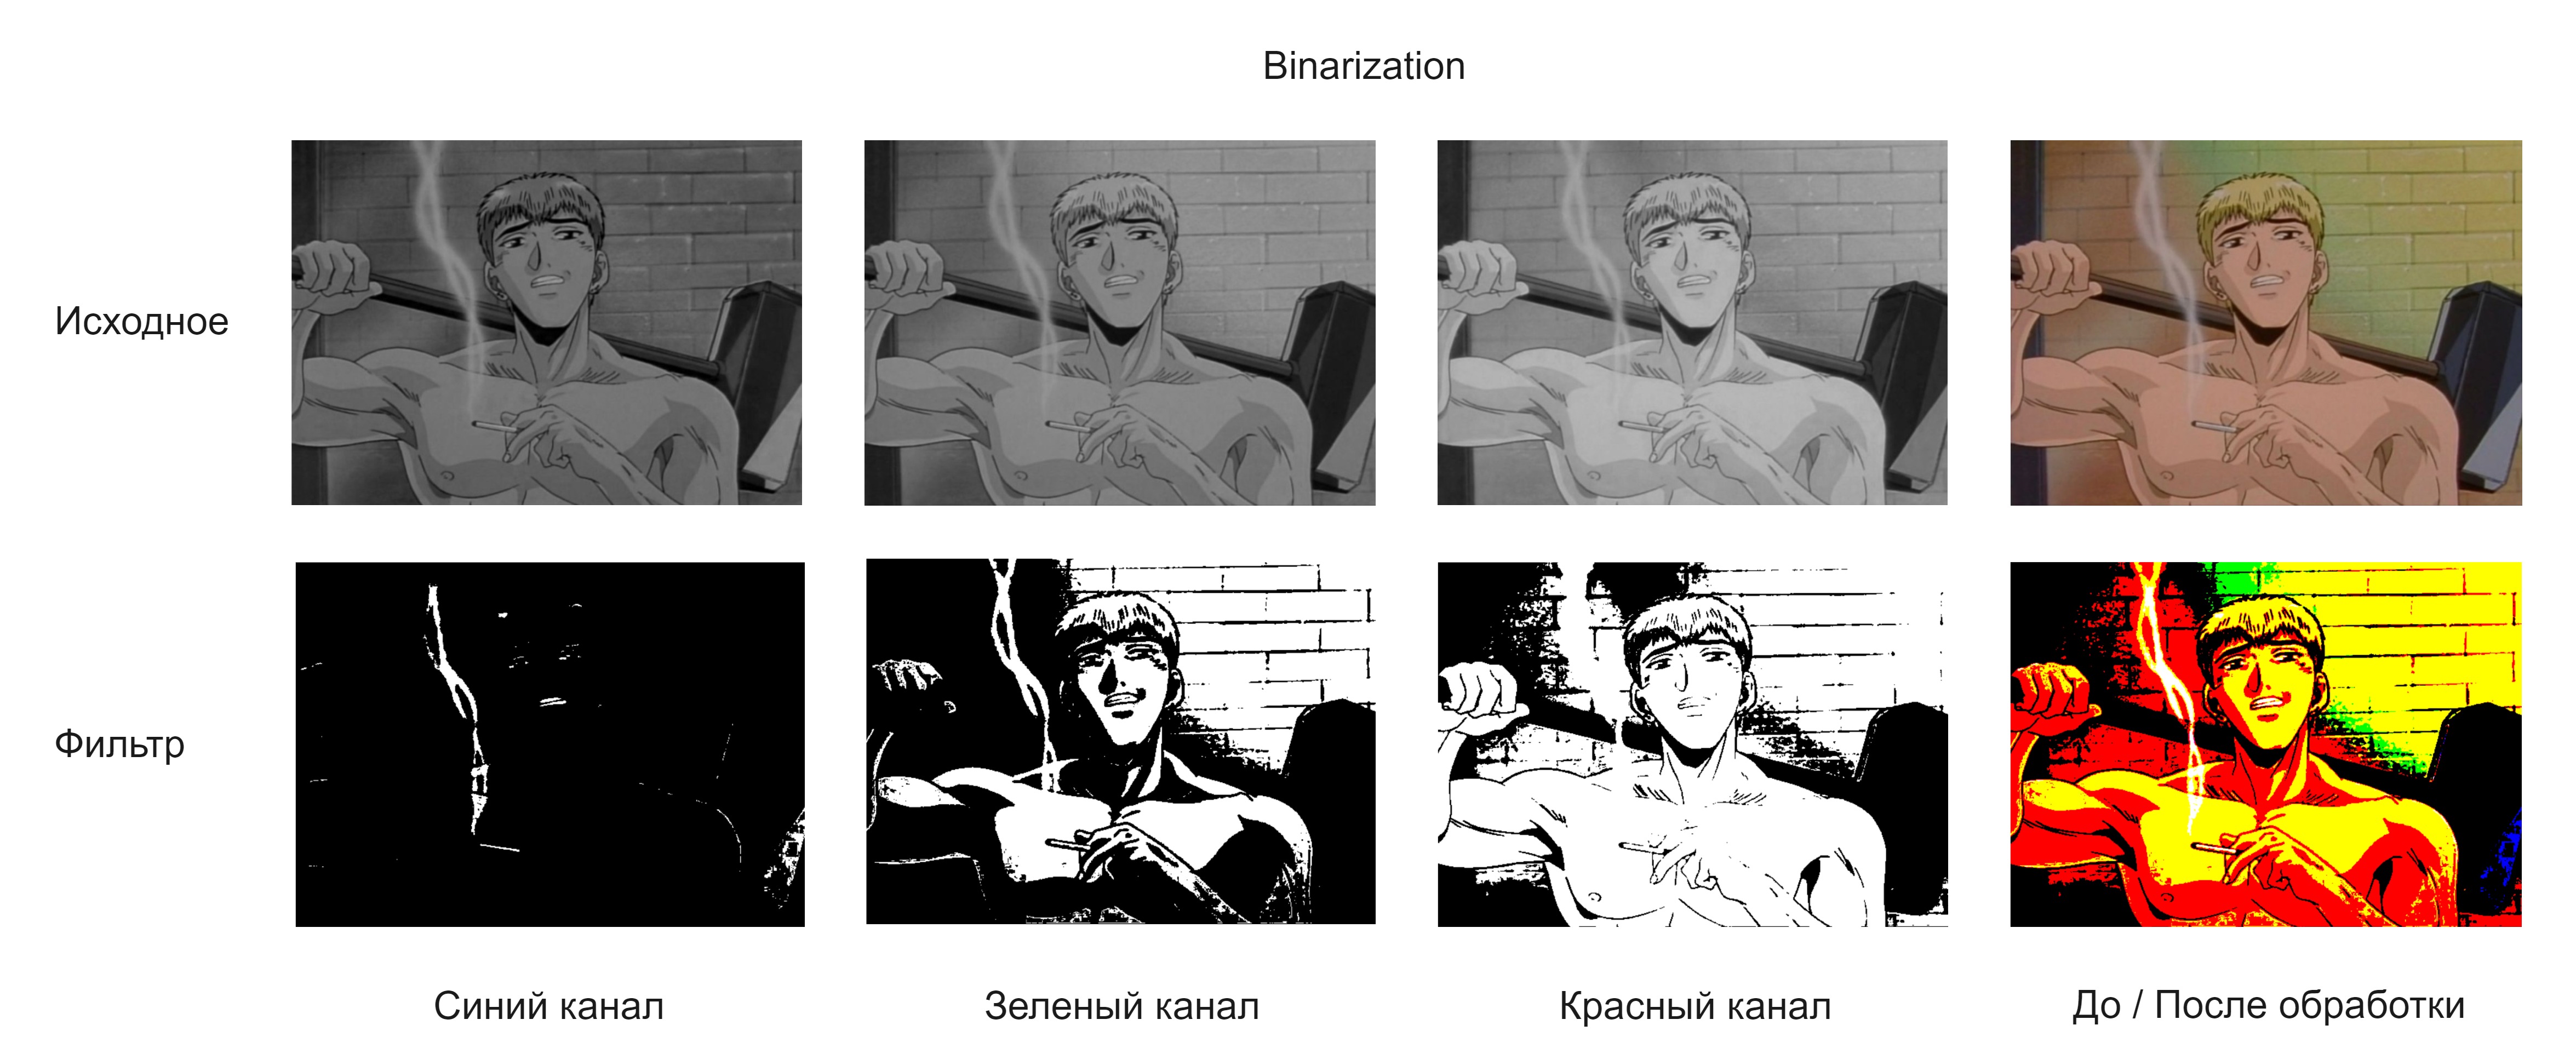 Binarization
Исходное
Фильтр
Синий канал
Зеленый канал
Красный канал
До / После обработки